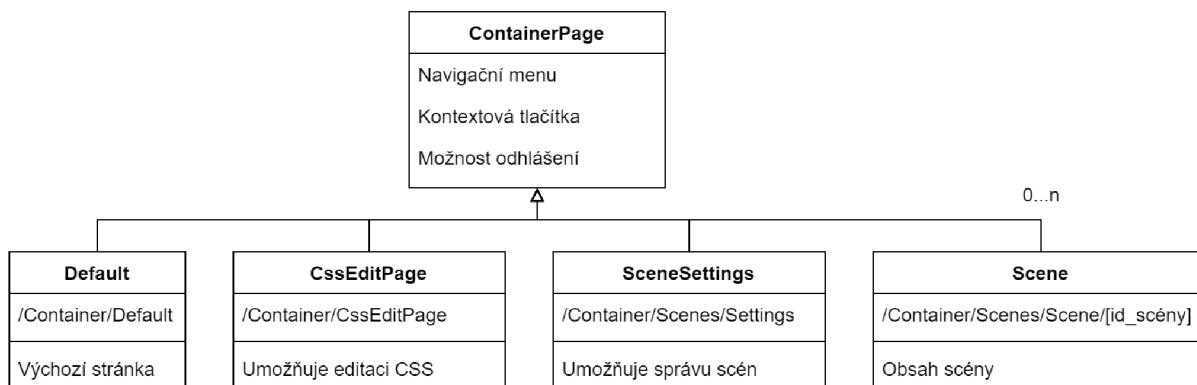 ContainerPage
Navigační menu
Kontextová tlačítka
Možnost odhlášení
0...n
Default
/Container/Default
Výchozí stránka
CssEditPage
/Container/CssEditPage
Umožňuje editaci CSS
SceneSettings
/Container/Scenes/Settings
Umožňuje správu scén
Scene
/Container/Scenes/Scene/[id_scény]
Obsah scény